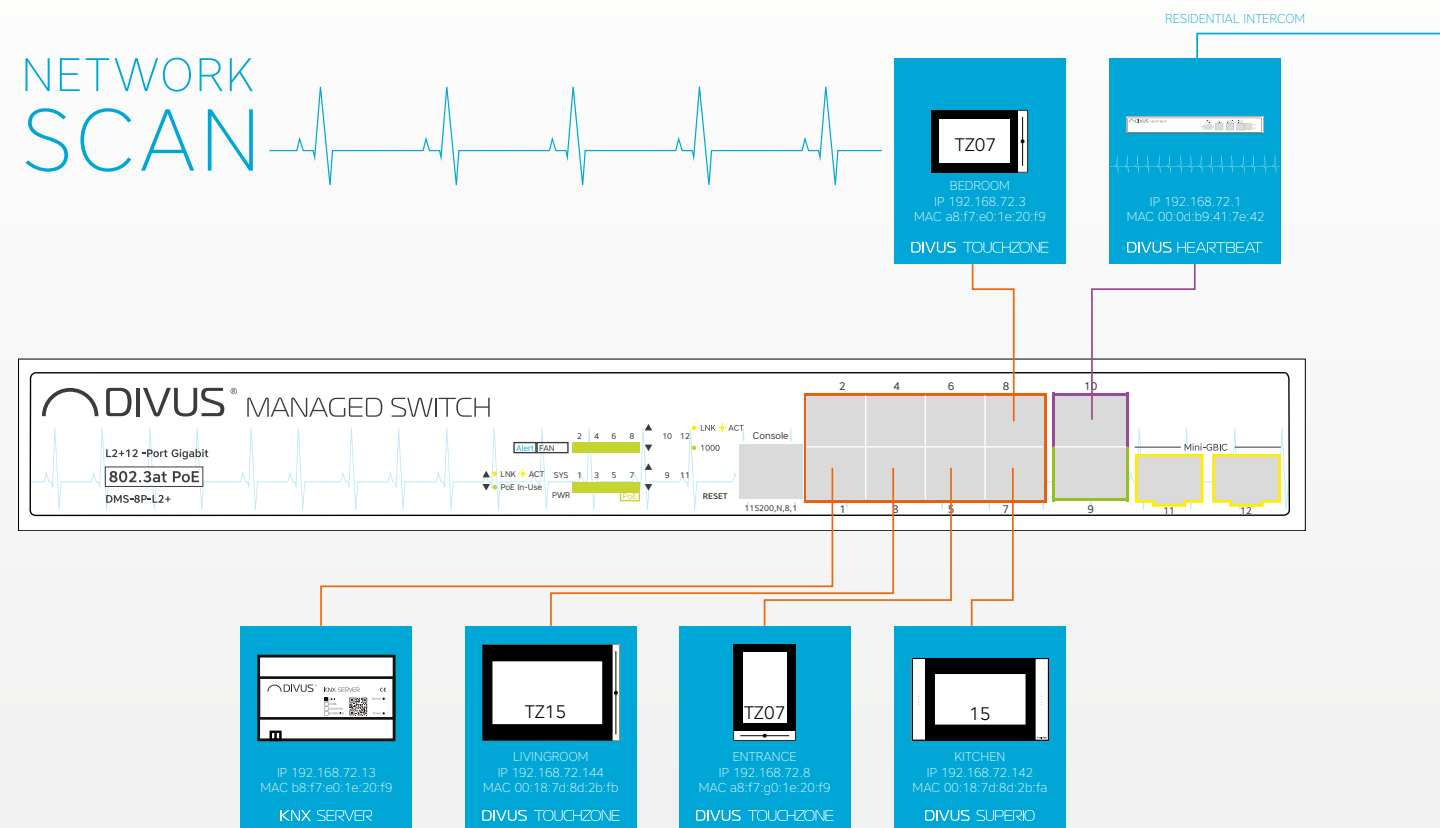 RESIDENTIAL INTERCOM
NETWORK
SCAN
TZ07
BEDROOM
IP 192.168.72.3
MAC a8:f7:e0:1e:20:f9
DIVUS TOUCHZONE
DIVUS HEARTBEAT
IP 192.168.72.1
MAC 00:0d:b9:41:7e:42
DIVUS HEARTBEAT
DIVUS® MANAGED SWITCH
L2+12 -Port Gigabit
802.3at PoE
DMS-8P-L2+
Alert FAN
2 4 6 8
10 12
LNK ACT
1000
LNK ACT
PoE In-Use
SYS
PWR
1 3 5 7
PoE
9 11
RESET
Console
115200,N,8,1
2 4 6 8 10
Mini-GBIC
1 3 5 7 9 11 12
DIVUS KNX SERVER CE
IP 192.168.72.13
MAC b8:f7:e0:1e:20:f9
KNX SERVER
TZ15
LIVINGROOM
IP 192.168.72.144
MAC 00:18:7d:8d:2b:fb
DIVUS TOUCHZONE
TZ07
ENTRANCE
IP 192.168.72.8
MAC a8:f7:g0:1e:20:f9
DIVUS TOUCHZONE
15
KITCHEN
IP 192.168.72.142
MAC 00:18:7d:8d:2b:fa
DIVUS SUPERIO